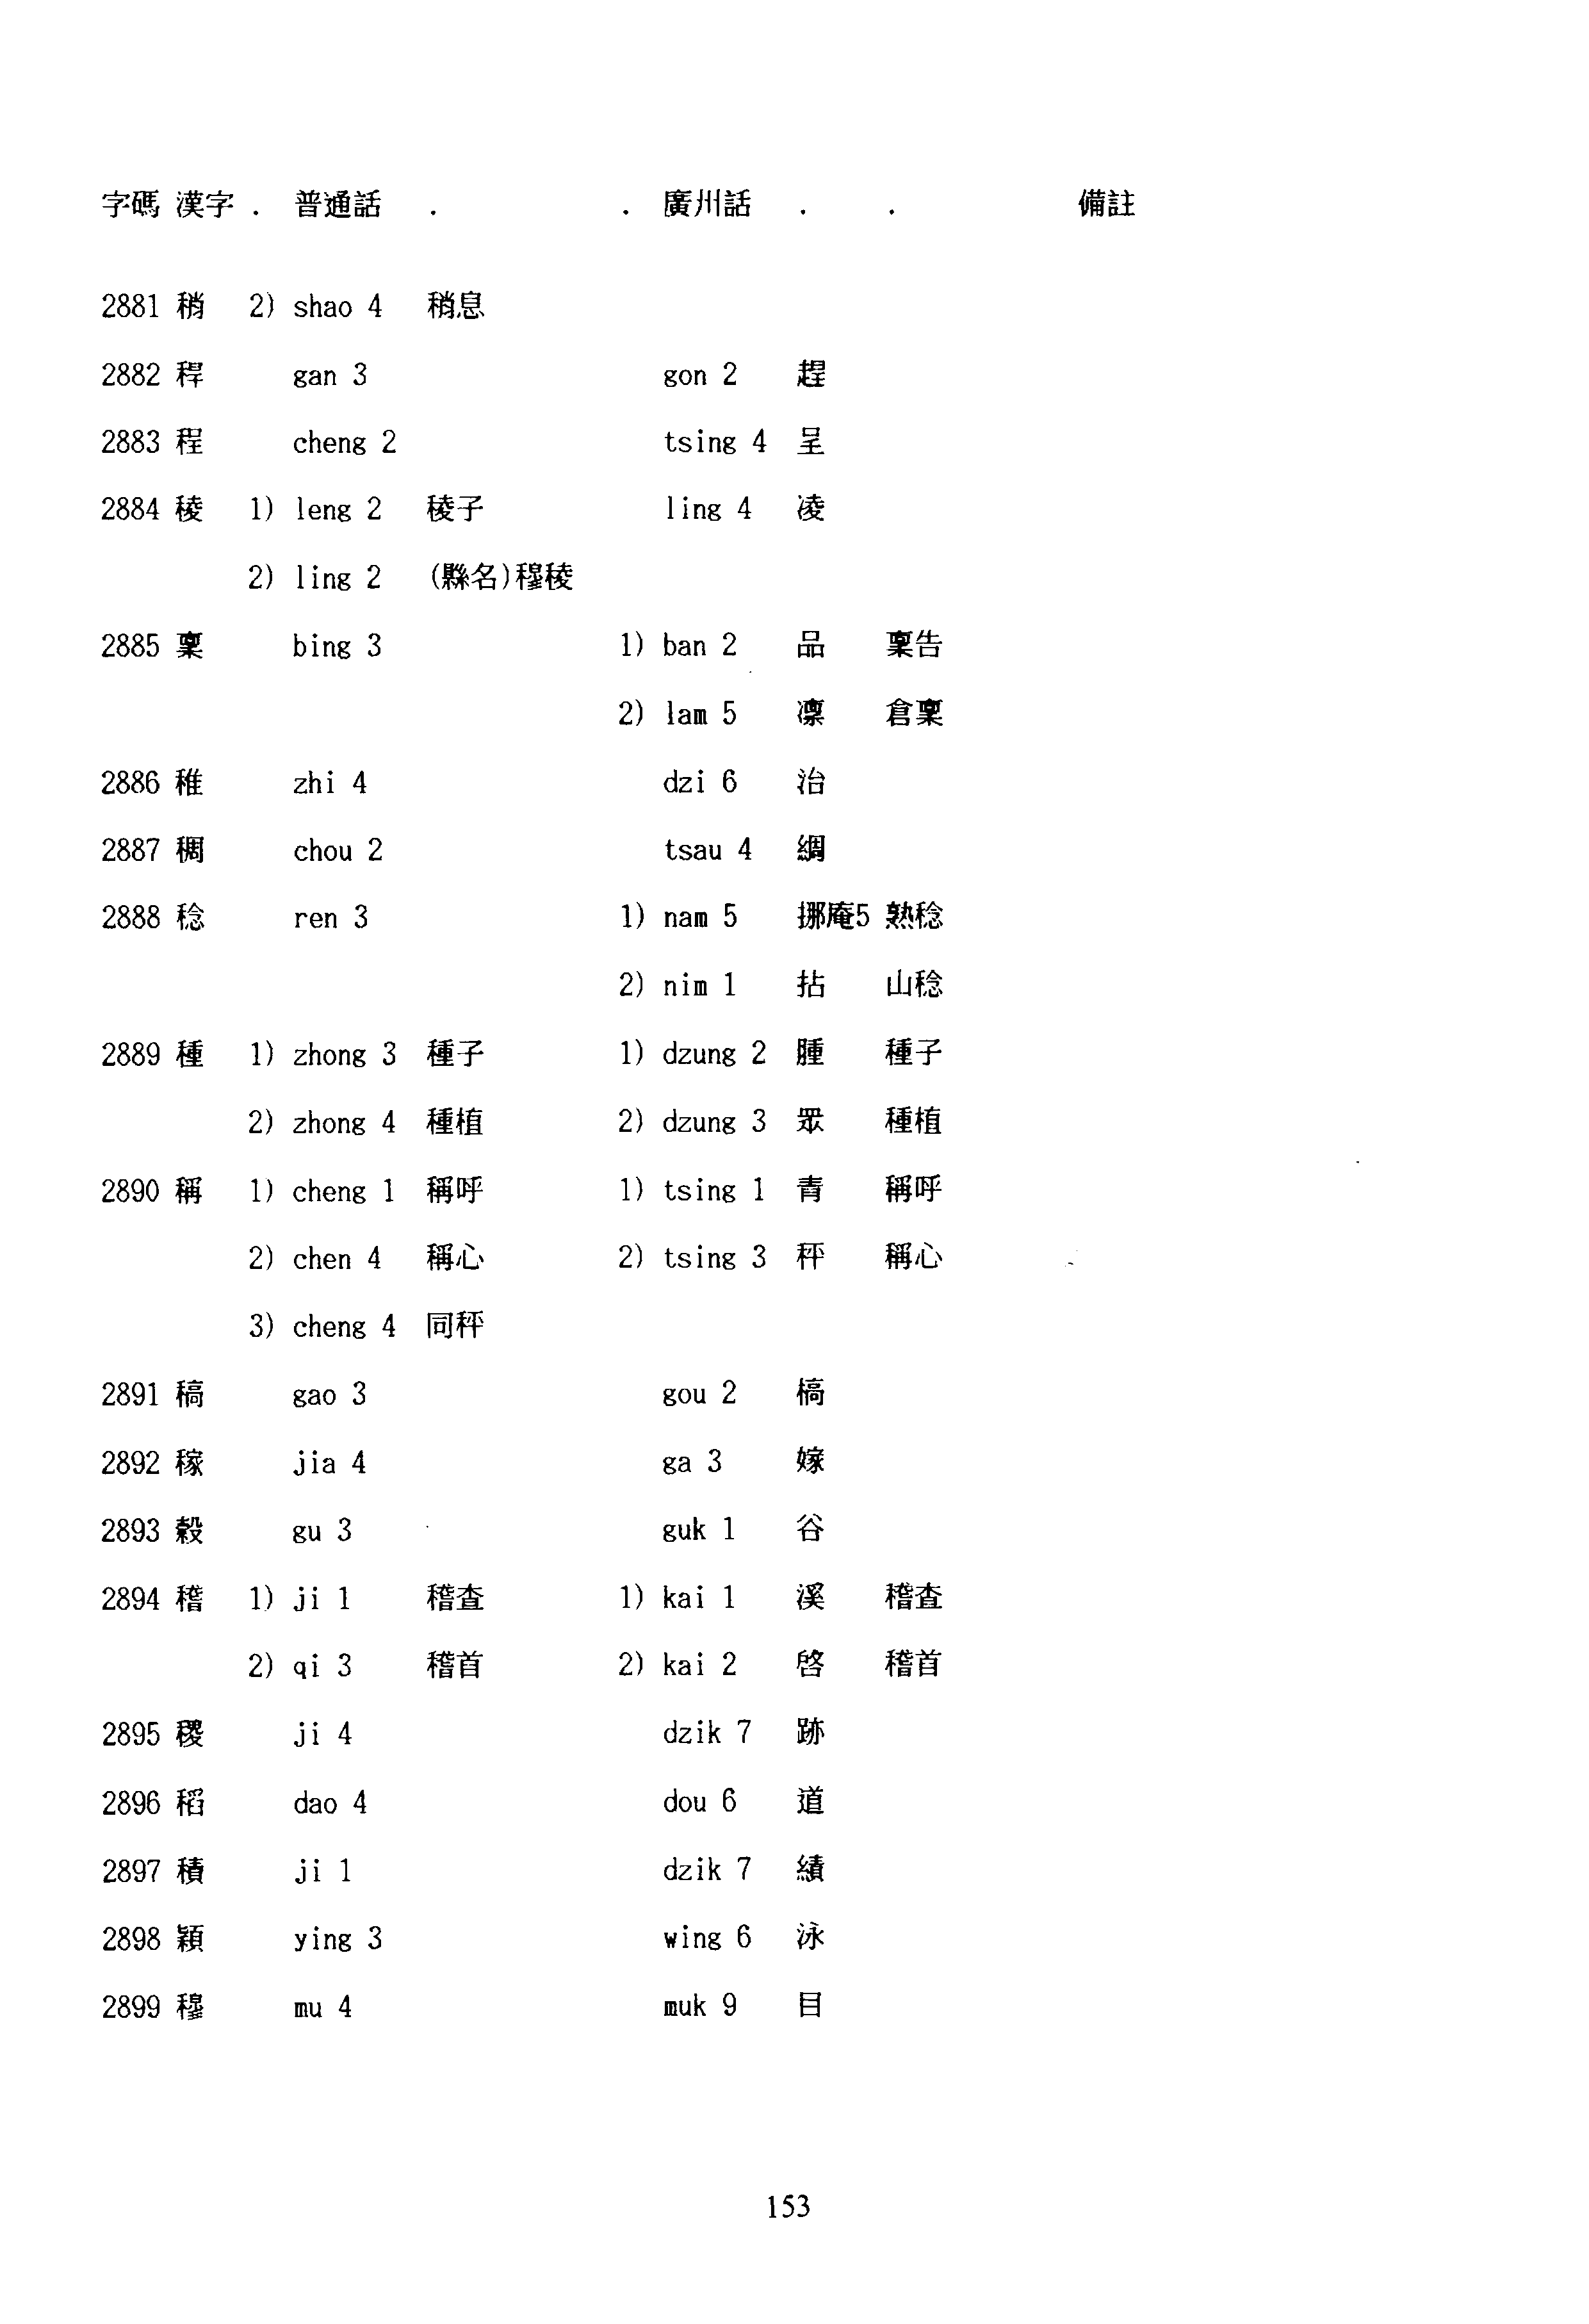 字碼 漢字 . 普通話 . . 廣州話 . . 備註
2881 稍 2) shao 4 稍息
2882 稈 gan 3 gon 2 趕
2883 程 cheng 2 tsing 4 呈
2884 稜 1) leng 2 稜子 ling 4 凌
2) ling 2 (縣名)穆稜
2885 稟 bing 3 1) ban 2 品 稟告
2) lam 5 凜 倉稟
2886 稚 zhi 4 dzi 6 治
2887 稠 chou 2 tsau 4 綢
2888 稔 ren 3 1) nam 5 挪庵5 熟稔
2) nim 1 拈 山稔
2889 種 1) zhong 3 種子 1) dzung 2 腫 種子
2) zhong 4 種植 2) dzung 3 眾 種植
2890 稱 1) cheng 1 稱呼 1) tsing 1 青 稱呼
2) chen 4 稱心 2) tsing 3 秤 稱心
3) cheng 4 同秤
2891 稿 gao 3 gou 2 槁
2892 稼 jia 4 ga 3 嫁
2893 穀 gu 3 guk 1 谷
2894 稽 1) ji 1 稽查 1) kai 1 溪 稽查
2) qi 3 稽首 2) kai 2 啓 稽首
2895 稷 ji 4 dzik 7 跡
2896 稻 dao 4 dou 6 道
2897 積 ji 1 dzik 7 績
2898 穎 ying 3 wing 6 泳
2899 穆 mu 4 muk 9 目
153